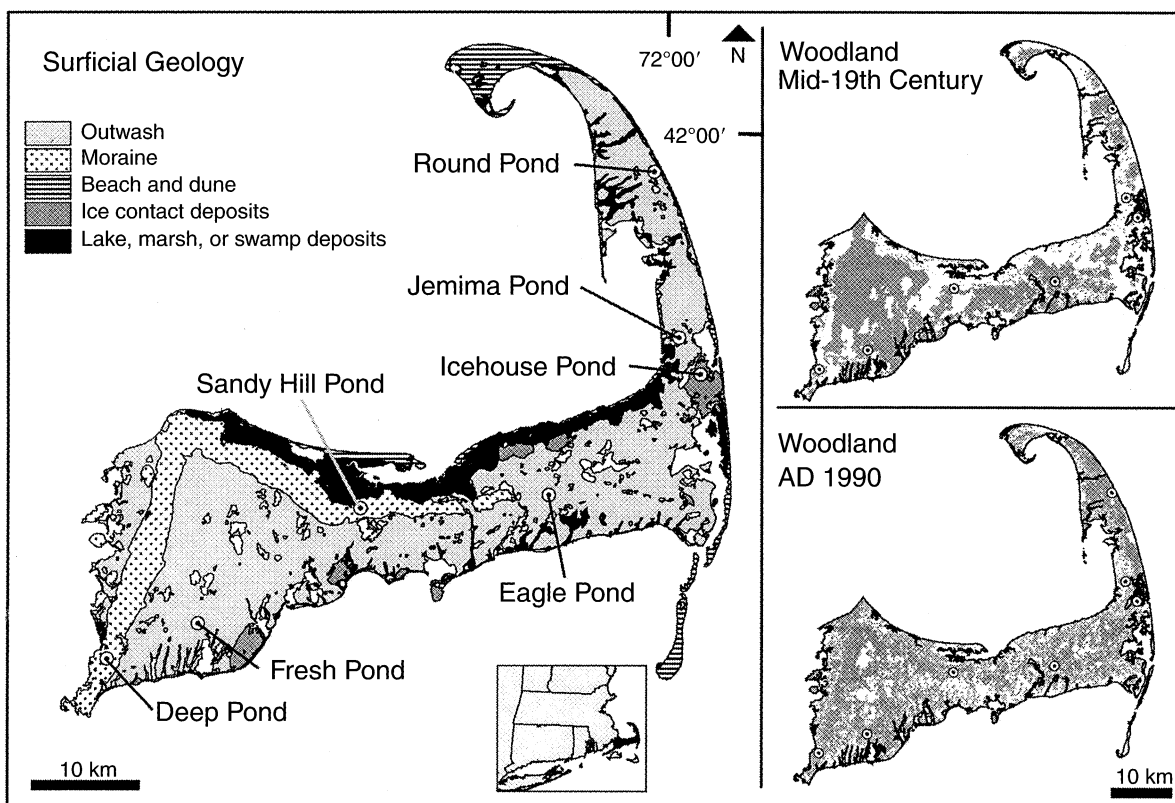 Surficial Geology
Outwash
Moraine
Beach and dune
Ice contact deposits
Lake, marsh, or swamp deposits
72°00′
N
42°00′
Round Pond
Jemima Pond
Icehouse Pond
Sandy Hill Pond
Eagle Pond
Fresh Pond
Deep Pond
10 km
Woodland
Mid-19th Century
Woodland
AD 1990
10 km